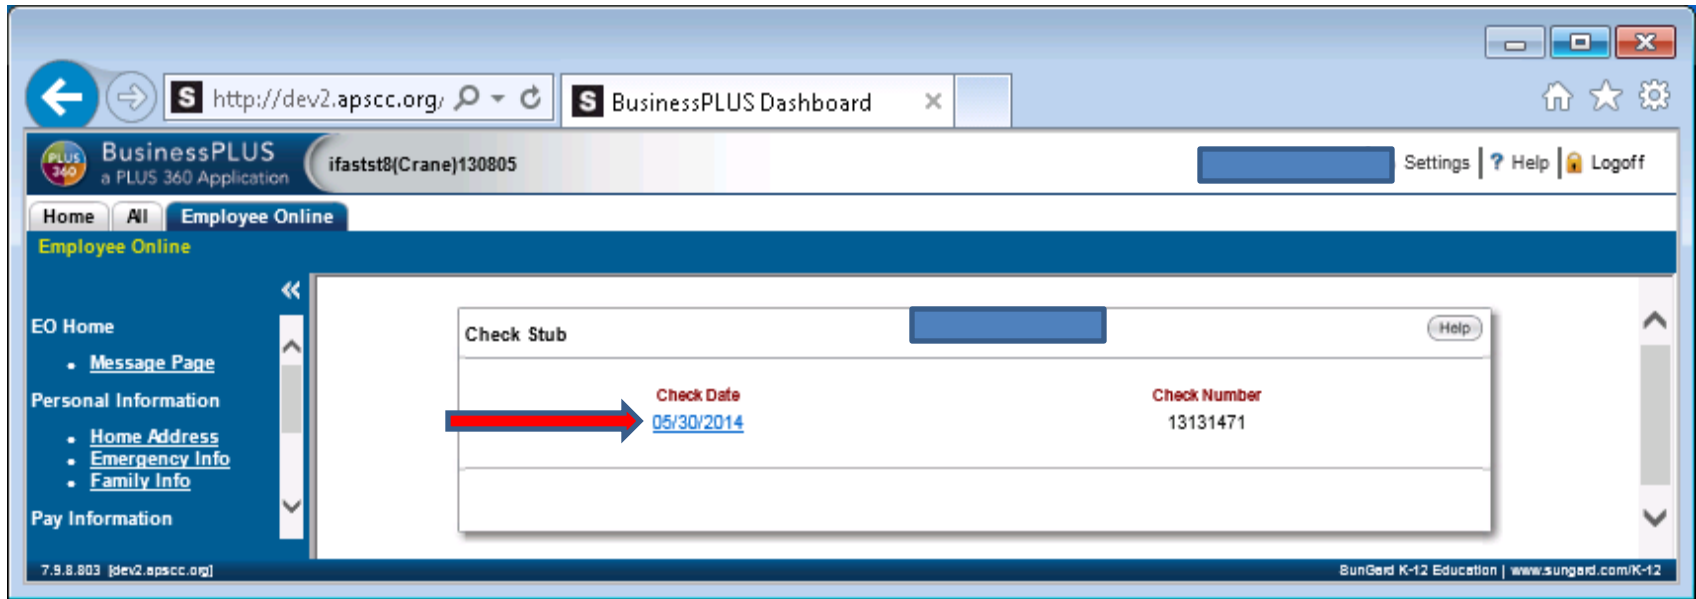 http://dev2.apscc.org/
BusinessPLUS Dashboard
PLUS 360
BusinessPLUS
a PLUS 360 Application
ifastst8(Crane)130805
Settings | ? Help | Logoff
Home All Employee Online
Employee Online
«
EO Home
• Message Page
Personal Information
• Home Address
• Emergency Info
• Family Info
Pay Information
Check Stub
Help
Check Date Check Number
05/30/2014 13131471
7.9.8.803 [dev2.apscc.org]
SunGard K-12 Education | www.sungard.com/K-12